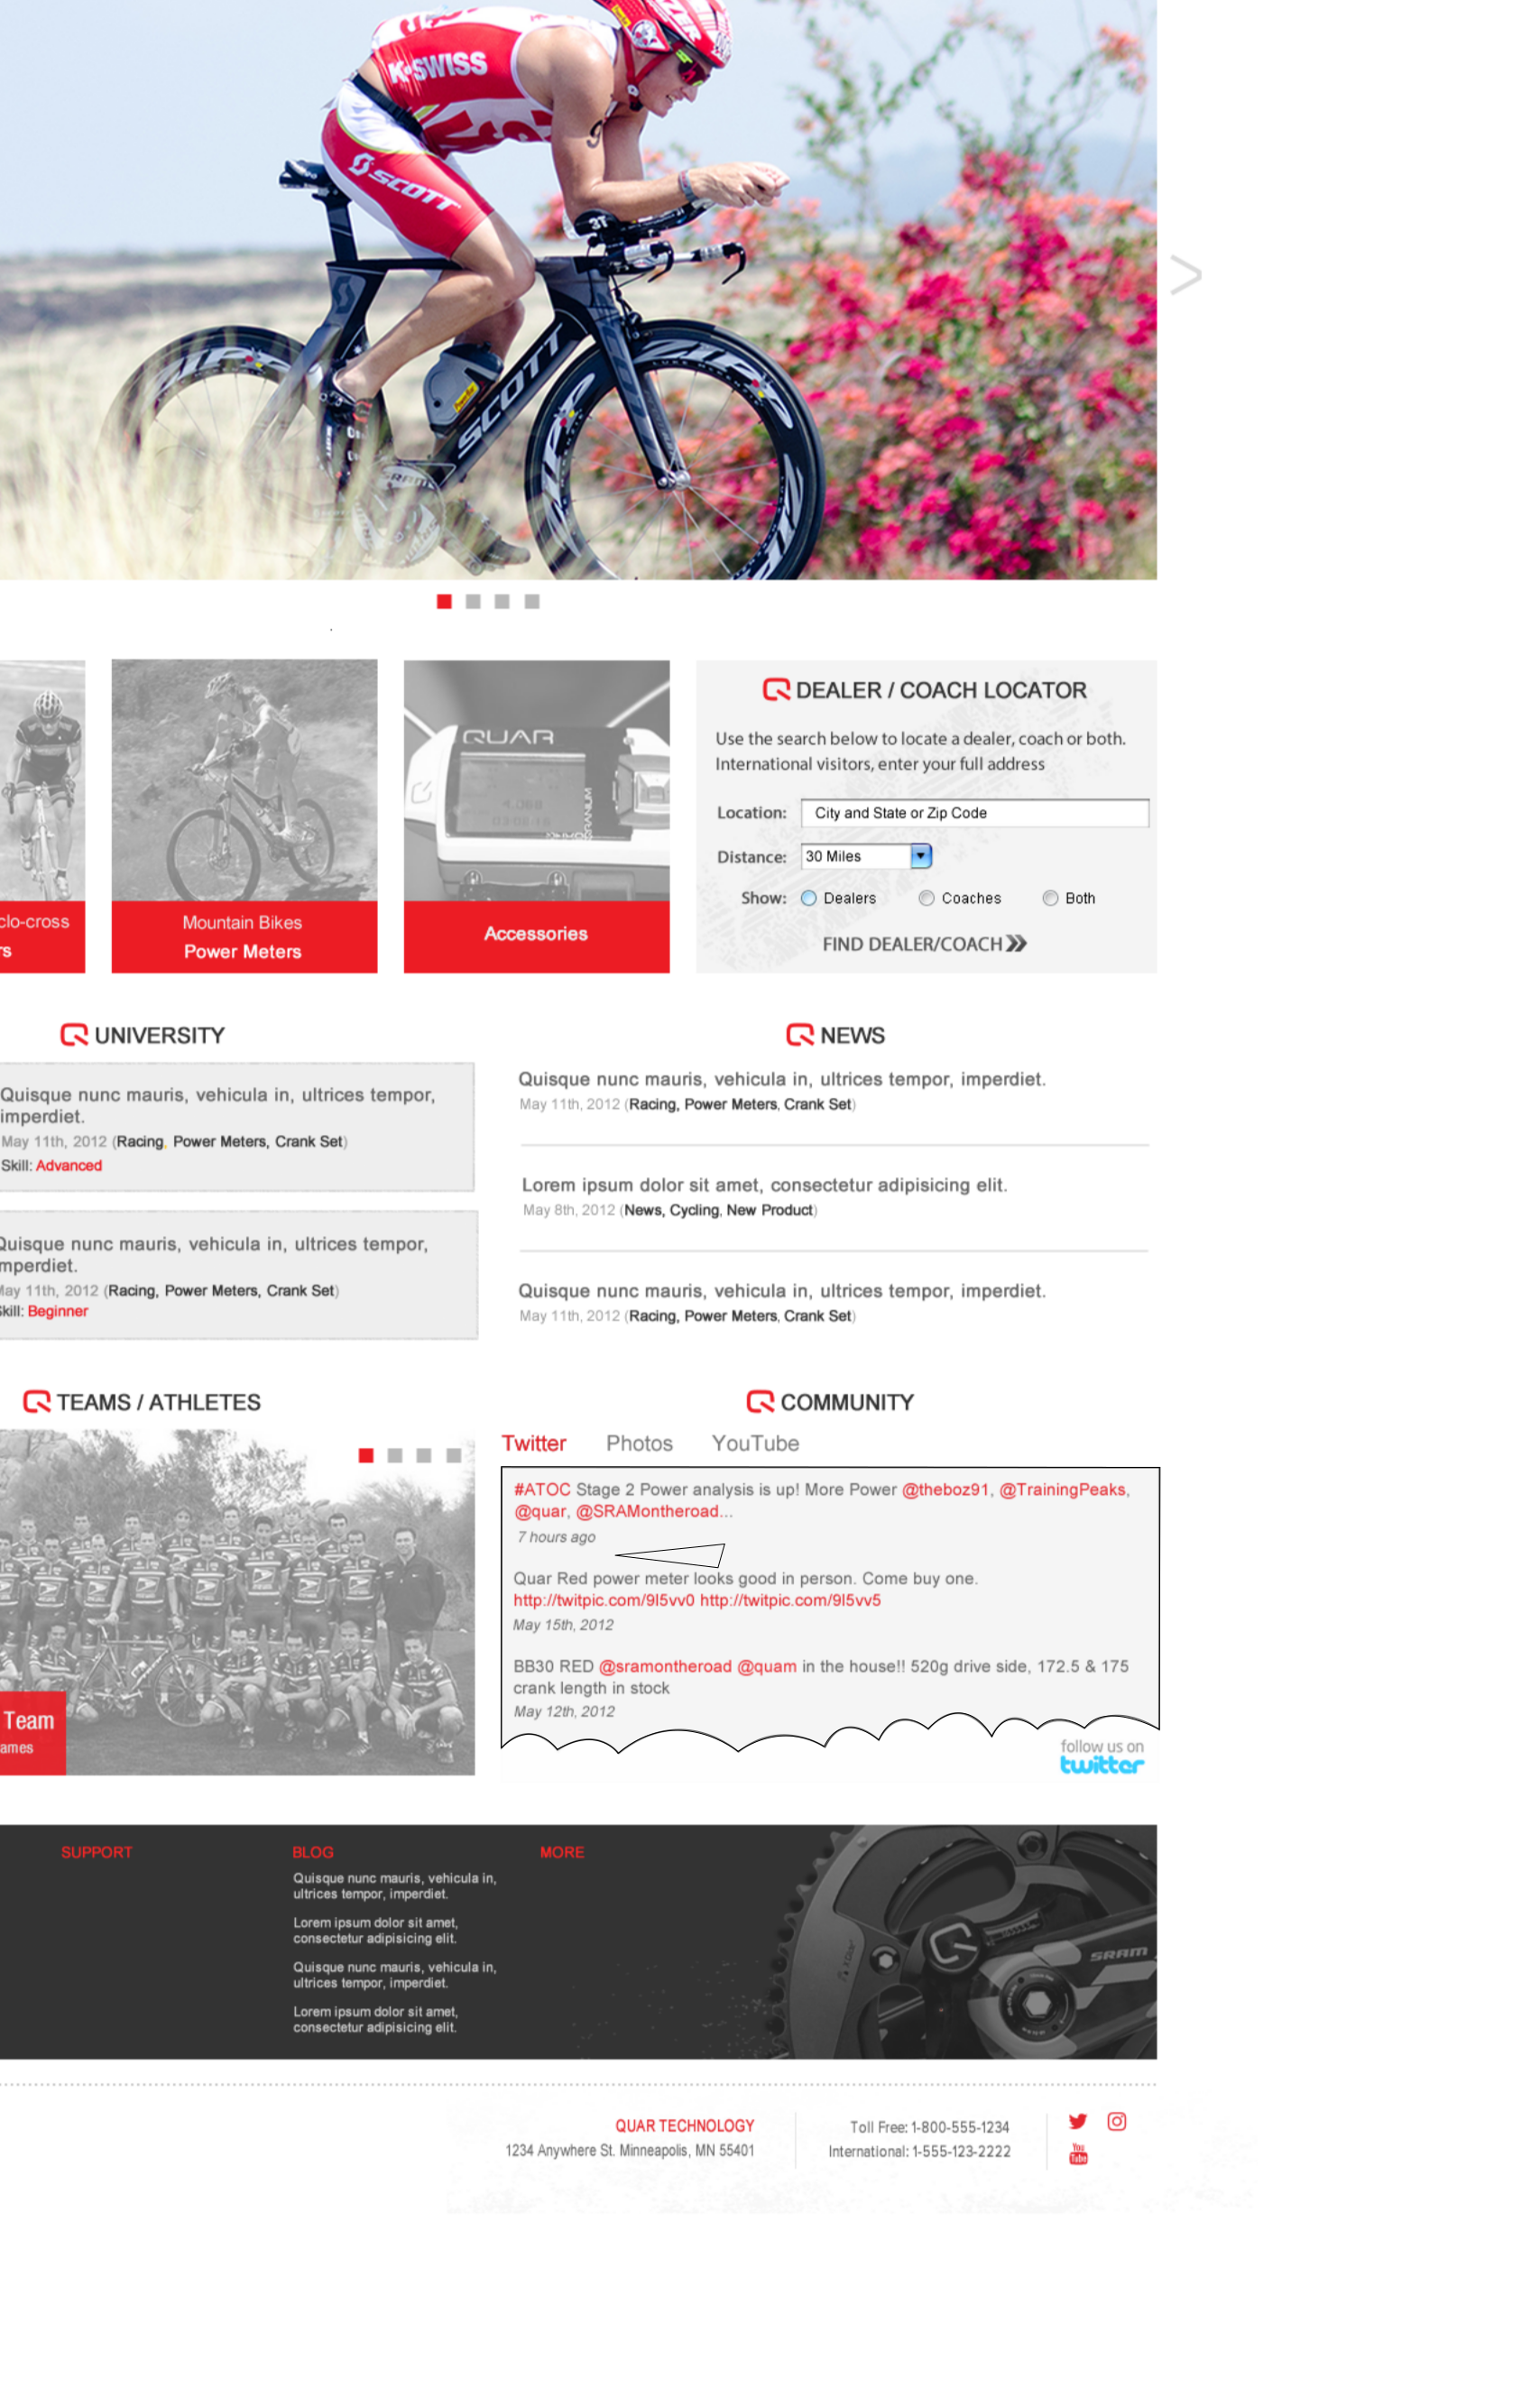 K-SWISS
SCOTT
3T
ZIPP
ZIPP
SCOTT
SRAM
>
QUAR
clo-cross
rs
Mountain Bikes
Power Meters
Accessories
DEALER / COACH LOCATOR
Use the search below to locate a dealer, coach or both.
International visitors, enter your full address
Location: City and State or Zip Code
Distance: 30 Miles
Show: Dealers Coaches Both
FIND DEALER/COACH
UNIVERSITY
Quisque nunc mauris, vehicula in, ultrices tempor,
imperdiet.
May 11th, 2012 (Racing, Power Meters, Crank Set)
Skill: Advanced
Quisque nunc mauris, vehicula in, ultrices tempor,
imperdiet.
May 11th, 2012 (Racing, Power Meters, Crank Set)
Skill: Beginner
NEWS
Quisque nunc mauris, vehicula in, ultrices tempor, imperdiet.
May 11th, 2012 (Racing, Power Meters, Crank Set)
Lorem ipsum dolor sit amet, consectetur adipisicing elit.
May 8th, 2012 (News, Cycling, New Product)
Quisque nunc mauris, vehicula in, ultrices tempor, imperdiet.
May 11th, 2012 (Racing, Power Meters, Crank Set)
TEAMS / ATHLETES
Team
ames
COMMUNITY
Twitter Photos YouTube
#ATOC Stage 2 Power analysis is up! More Power @theboz91, @TrainingPeaks,
@quar, @SRAMontheroad...
7 hours ago
Quar Red power meter looks good in person. Come buy one.
http://twitpic.com/9l5vv0 http://twitpic.com/9l5vv5
May 15th, 2012
BB30 RED @sramontheroad @quam in the house!! 520g drive side, 172.5 & 175
crank length in stock
May 12th, 2012
follow us on
twitter
SUPPORT
BLOG
Quisque nunc mauris, vehicula in,
ultrices tempor, imperdiet.
Lorem ipsum dolor sit amet,
consectetur adipisicing elit.
Quisque nunc mauris, vehicula in,
ultrices tempor, imperdiet.
Lorem ipsum dolor sit amet,
consectetur adipisicing elit.
MORE
SRAM
QUAR TECHNOLOGY
1234 Anywhere St. Minneapolis, MN 55401
Toll Free: 1-800-555-1234
International: 1-555-123-2222
You
Tube